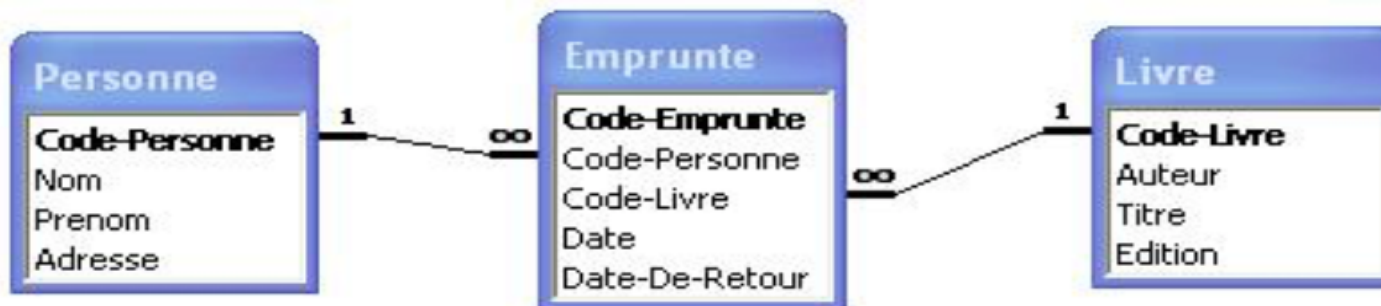 Personne
Code-Personne
Nom
Prenom
Adresse
1
∞
Emprunte
Code-Emprunte
Code-Personne
Code-Livre
Date
Date-De-Retour
∞
1
Livre
Code-Livre
Auteur
Titre
Edition